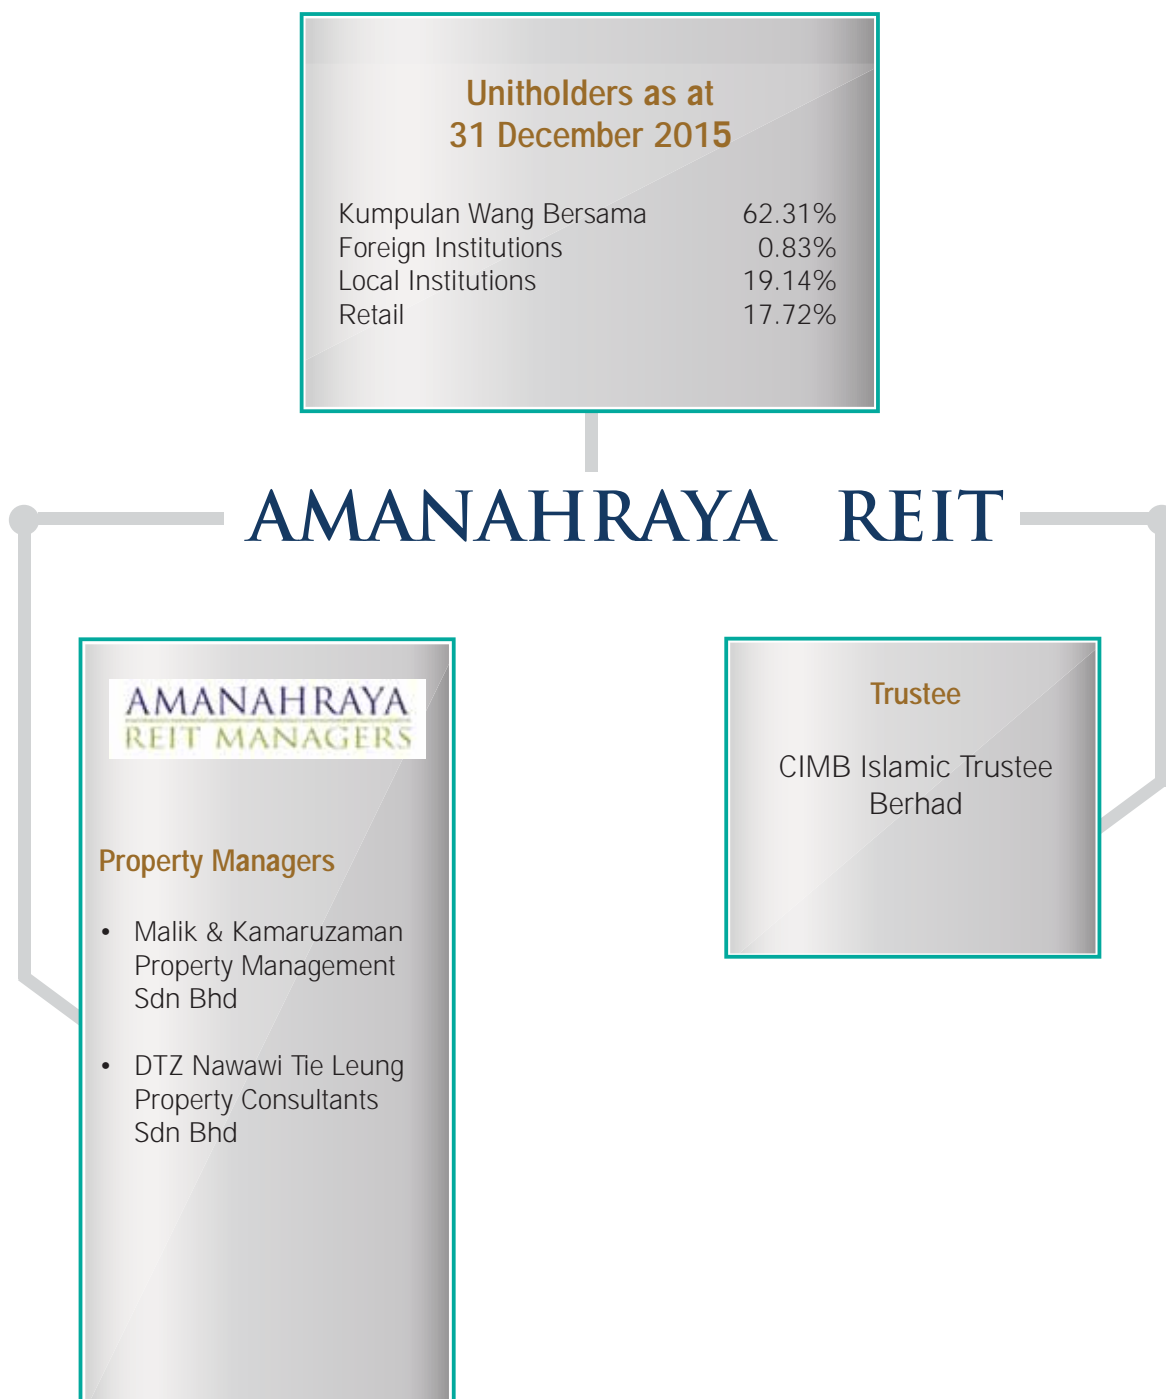 Unitholders as at
31 December 2015
Kumpulan Wang Bersama 62.31%
Foreign Institutions 0.83%
Local Institutions 19.14%
Retail 17.72%
AMANAHRAYA REIT
AMANAHRAYA
REIT MANAGERS
Property Managers
• Malik & Kamaruzaman
Property Management
Sdn Bhd
• DTZ Nawawi Tie Leung
Property Consultants
Sdn Bhd
Trustee
CIMB Islamic Trustee
Berhad